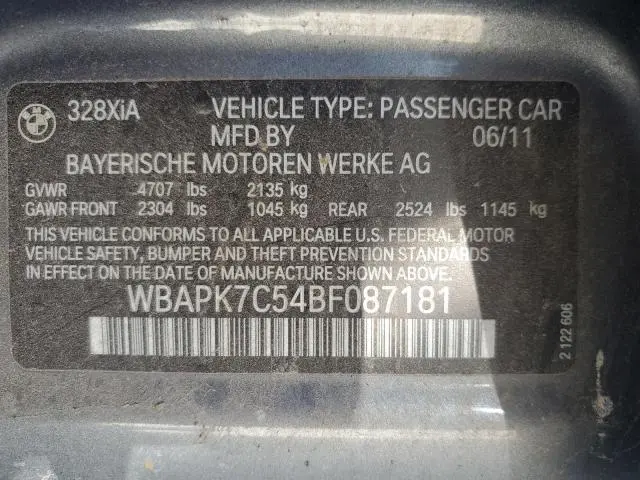 BMW 328XiA VEHICLE TYPE: PASSENGER CAR
MFD BY 06/11
BAYERISCHE MOTOREN WERKE AG
GVWR 4707 lbs 2135 kg
GAWR FRONT 2304 lbs 1045 kg REAR 2524 lbs 1145 kg
THIS VEHICLE CONFORMS TO ALL APPLICABLE U.S. FEDERAL MOTOR
VEHICLE SAFETY, BUMPER AND THEFT PREVENTION STANDARDS
IN EFFECT ON THE DATE OF MANUFACTURE SHOWN ABOVE.
WBAPK7C54BF087181
2 122 606